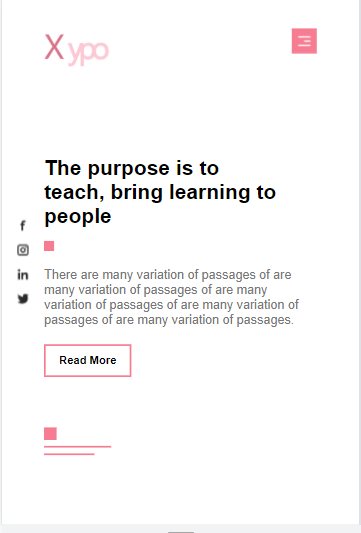 X ypo
The purpose is to
teach, bring learning to
people
There are many variation of passages of are
many variation of passages of are many
variation of passages of are many variation of
passages of are many variation of passages.
Read More